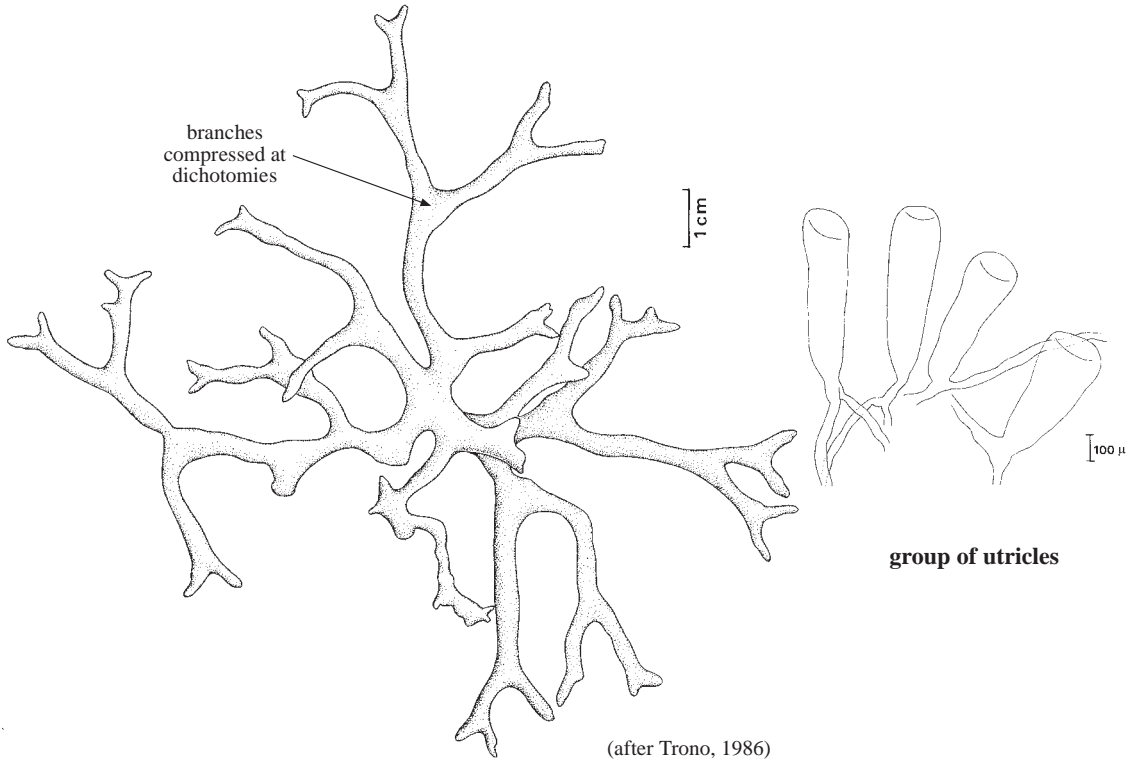 branches
compressed at
dichotomies
1 cm
100 µ
group of utricles
(after Trono, 1986)